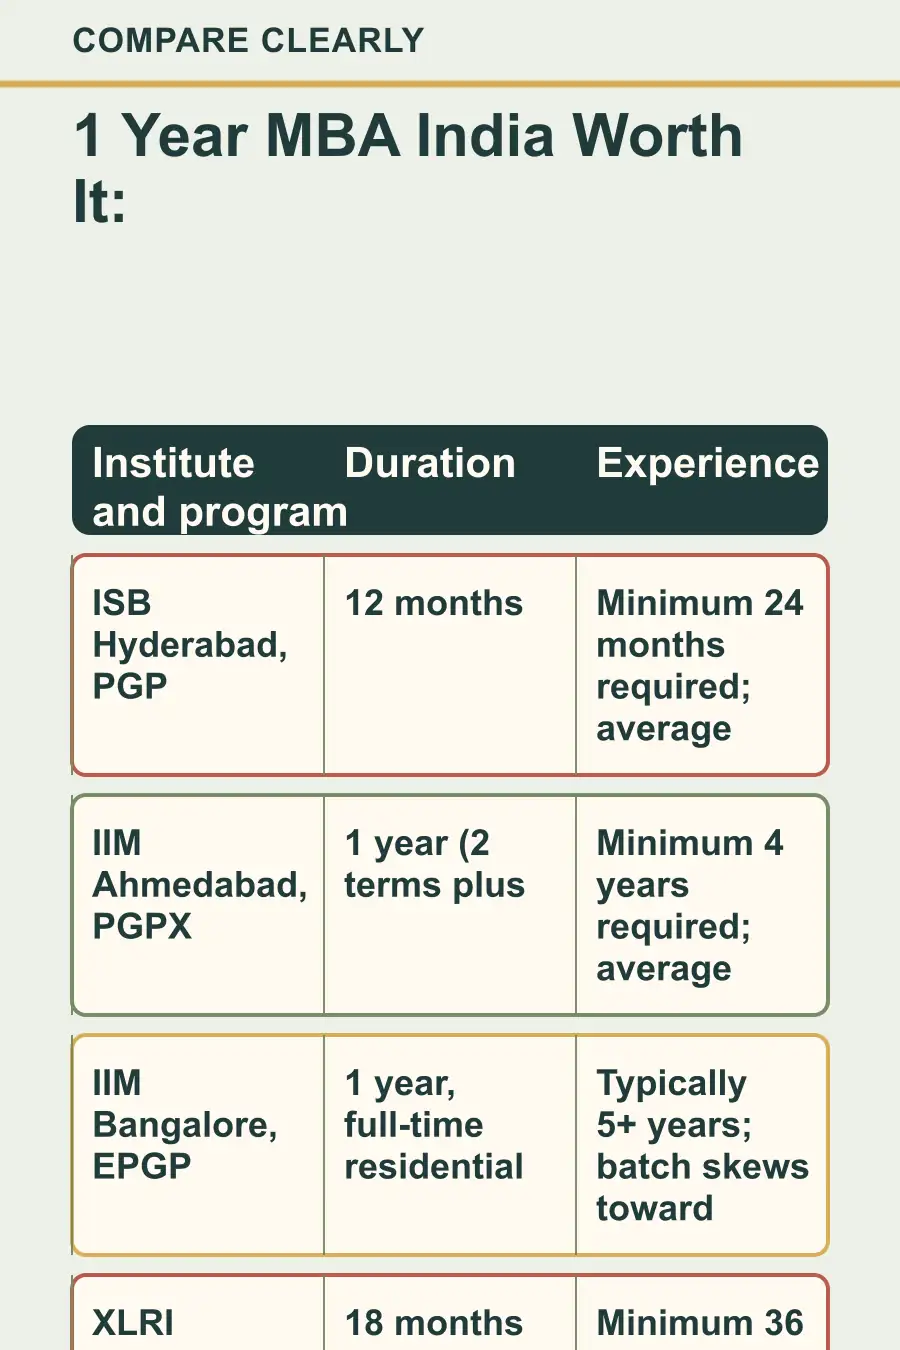 COMPARE CLEARLY
1 Year MBA India Worth
It:
Institute
and program
Duration
Experience
ISB
Hyderabad,
PGP
12 months
Minimum 24
months
required;
average
IIM
Ahmedabad,
PGPX
1 year (2
terms plus
Minimum 4
years
required;
average
IIM
Bangalore,
EPGP
1 year,
full-time
residential
Typically
5+ years;
batch skews
toward
XLRI
18 months
Minimum 36